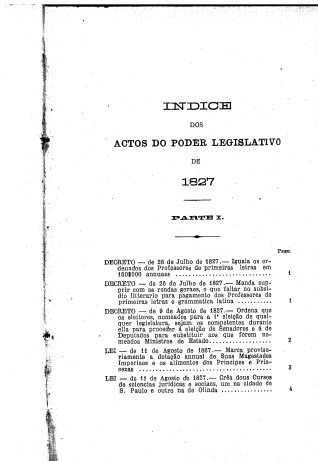 INDICE
DOS
ACTOS DO PODER LEGISLATIVO
DE
1827
PARTE I.
Pags.
DECRETO — de 26 de Julho de 1827.— Iguala os or-
denados dos Professores de primeiras letras em
150$000 annuaes ........................ 1
DECRETO — de 26 de Julho de 1827.— Manda sup-
prir com as rendas geraes, o que faltar no subsi-
dio litterario para pagamento dos Professores de
primeiras letras e grammatica latina ............ 1
DECRETO — de 9 de Agosto de 1827.— Ordena que
os eleitores, nomeados para a 1ª eleição de qual-
quer legislatura, sejam os competentes durante
ella para proceder á eleição de Senadores e á de
Deputados para substituir aos que forem no-
meados Ministros de Estado............... 2
LEI — de 11 de Agosto de 1827.— Marca proviso-
riamente a dotação annual de Suas Magestades
Imperiaes e os alimentos dos Principes e Prin-
cezas ........................ 3
LEI — de 11 de Agosto de 1827.— Crêa dous Cursos
de sciencias juridicas e sociaes, um na cidade de
S. Paulo e outro na de Olinda ................ 4